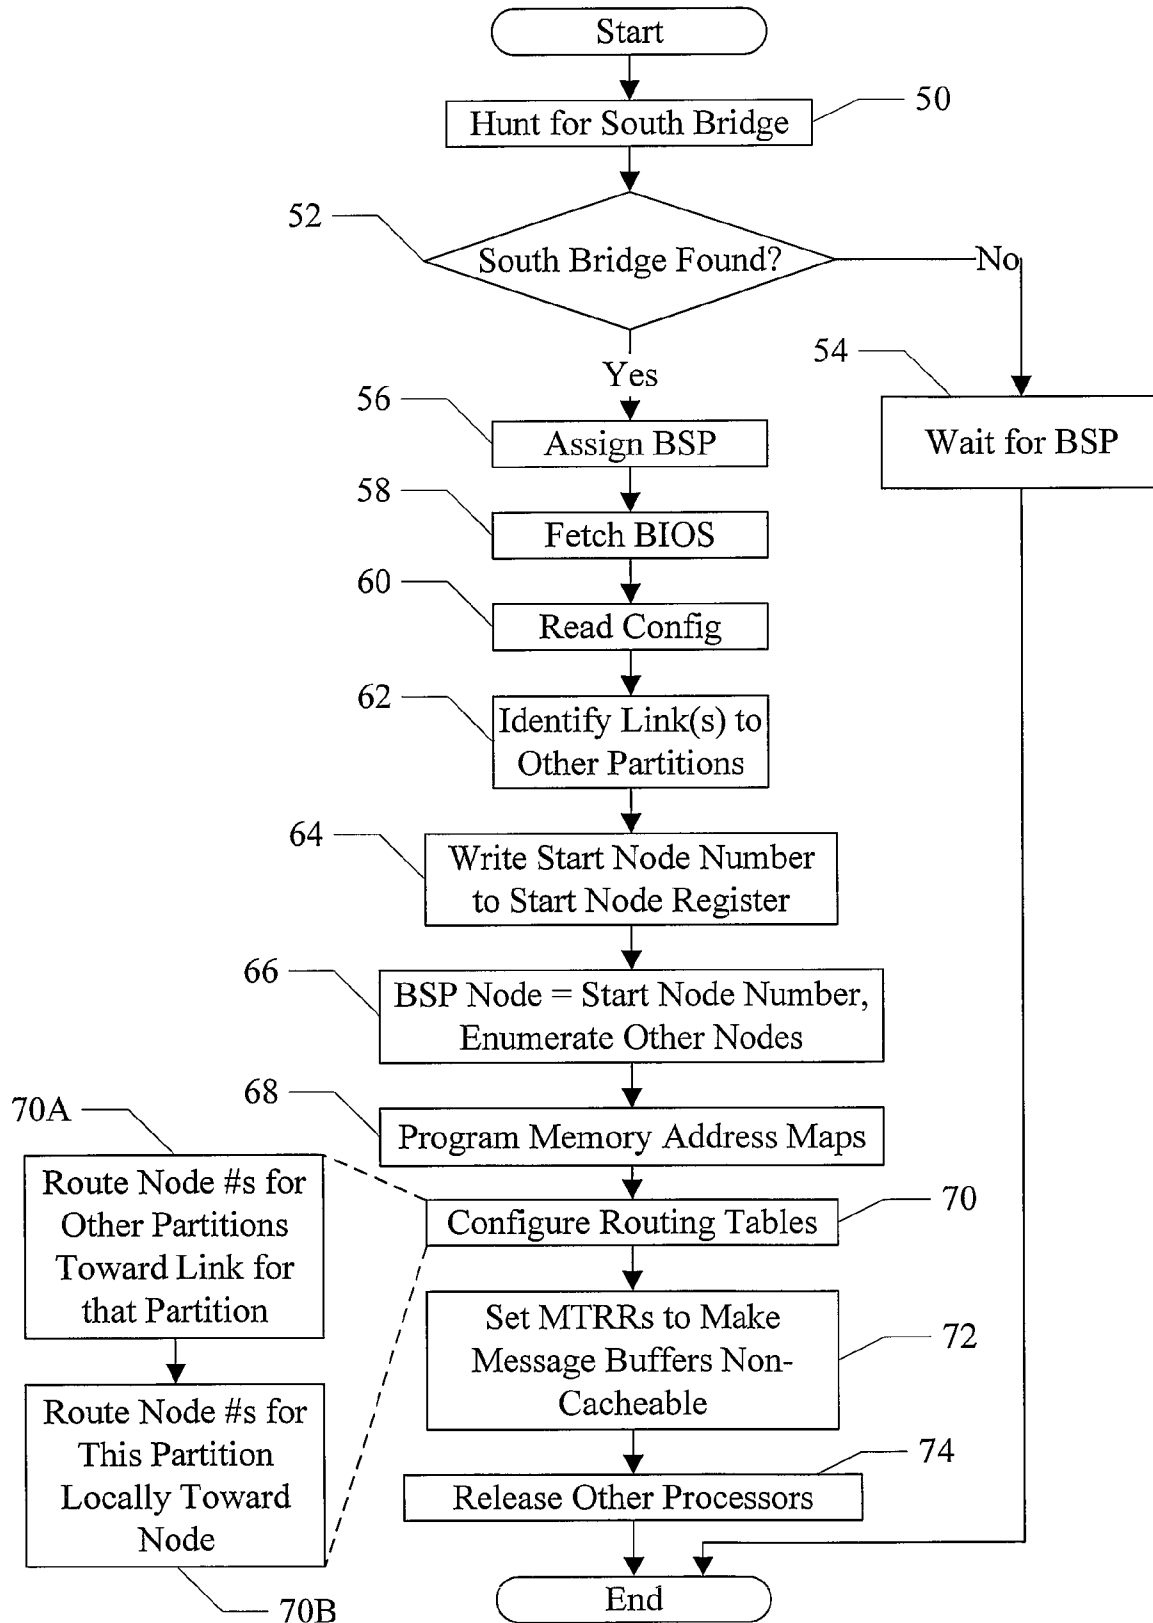 Start
50
Hunt for South Bridge
52
South Bridge Found?
No
Yes
54
Wait for BSP
56
Assign BSP
58
Fetch BIOS
60
Read Config
62
Identify Link(s) to
Other Partitions
64
Write Start Node Number
to Start Node Register
66
BSP Node = Start Node Number,
Enumerate Other Nodes
68
Program Memory Address Maps
70A
Route Node #s for
Other Partitions
Toward Link for
that Partition
70
Configure Routing Tables
Set MTRRs to Make
Message Buffers Non-
Cacheable
72
Route Node #s for
This Partition
Locally Toward
Node
70B
74
Release Other Processors
End